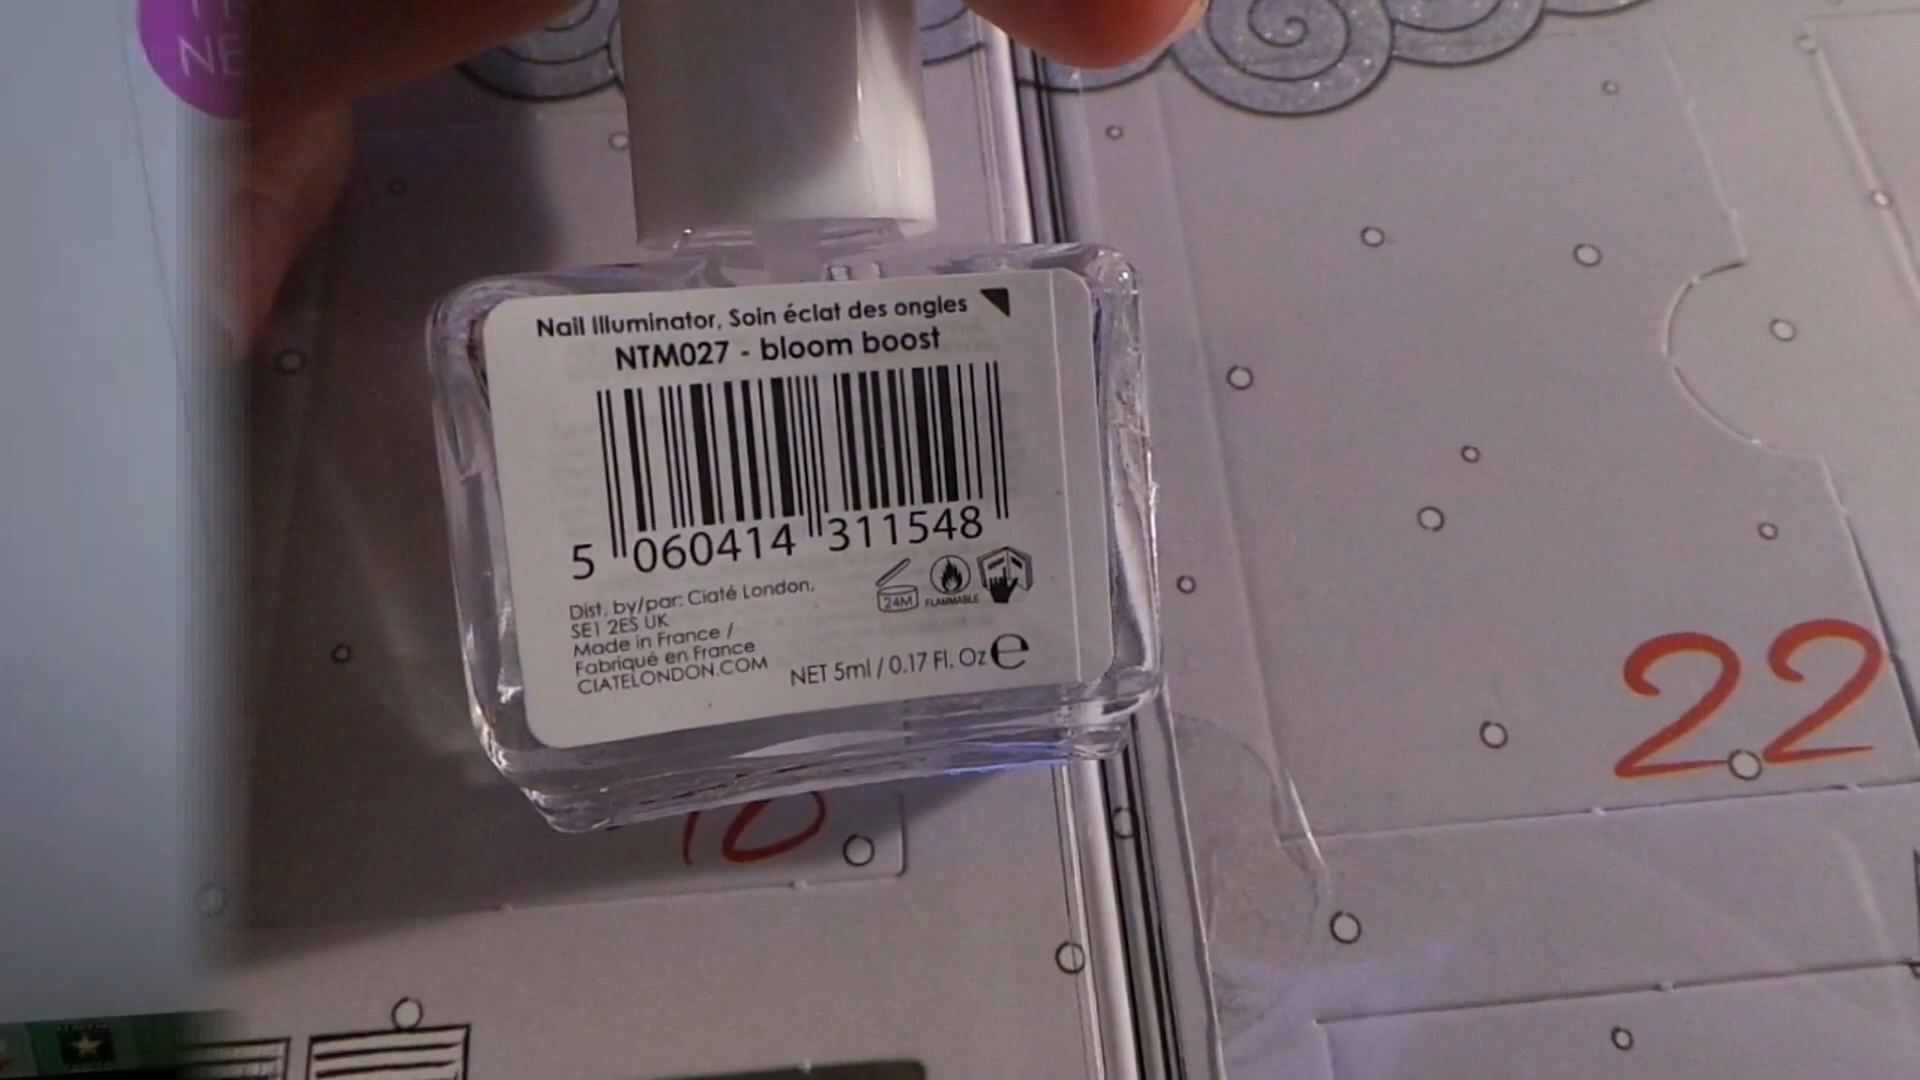 NE
Nail Illuminator, Soin éclat des ongles
NTM027 - bloom boost
5 060414 311548
Dist. by/par: Ciaté London,
SE1 2ES UK
Made in France /
Fabriqué en France
CIATELONDON.COM
24M
FLAMMABLE
NET 5ml / 0.17 Fl. Oz e
22